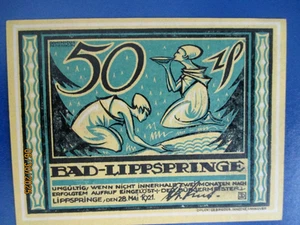 50 Pf
BAD-LIPPSPRINGE
UNGÜLTIG, WENN NICHT INNERHALB ZWEI MONATEN NACH
ERFOLGTEM AUFRUF EINGELÖST. DER BÜRGERMEISTER:
LIPPSPRINGE, DEN 28. MAI 1921.